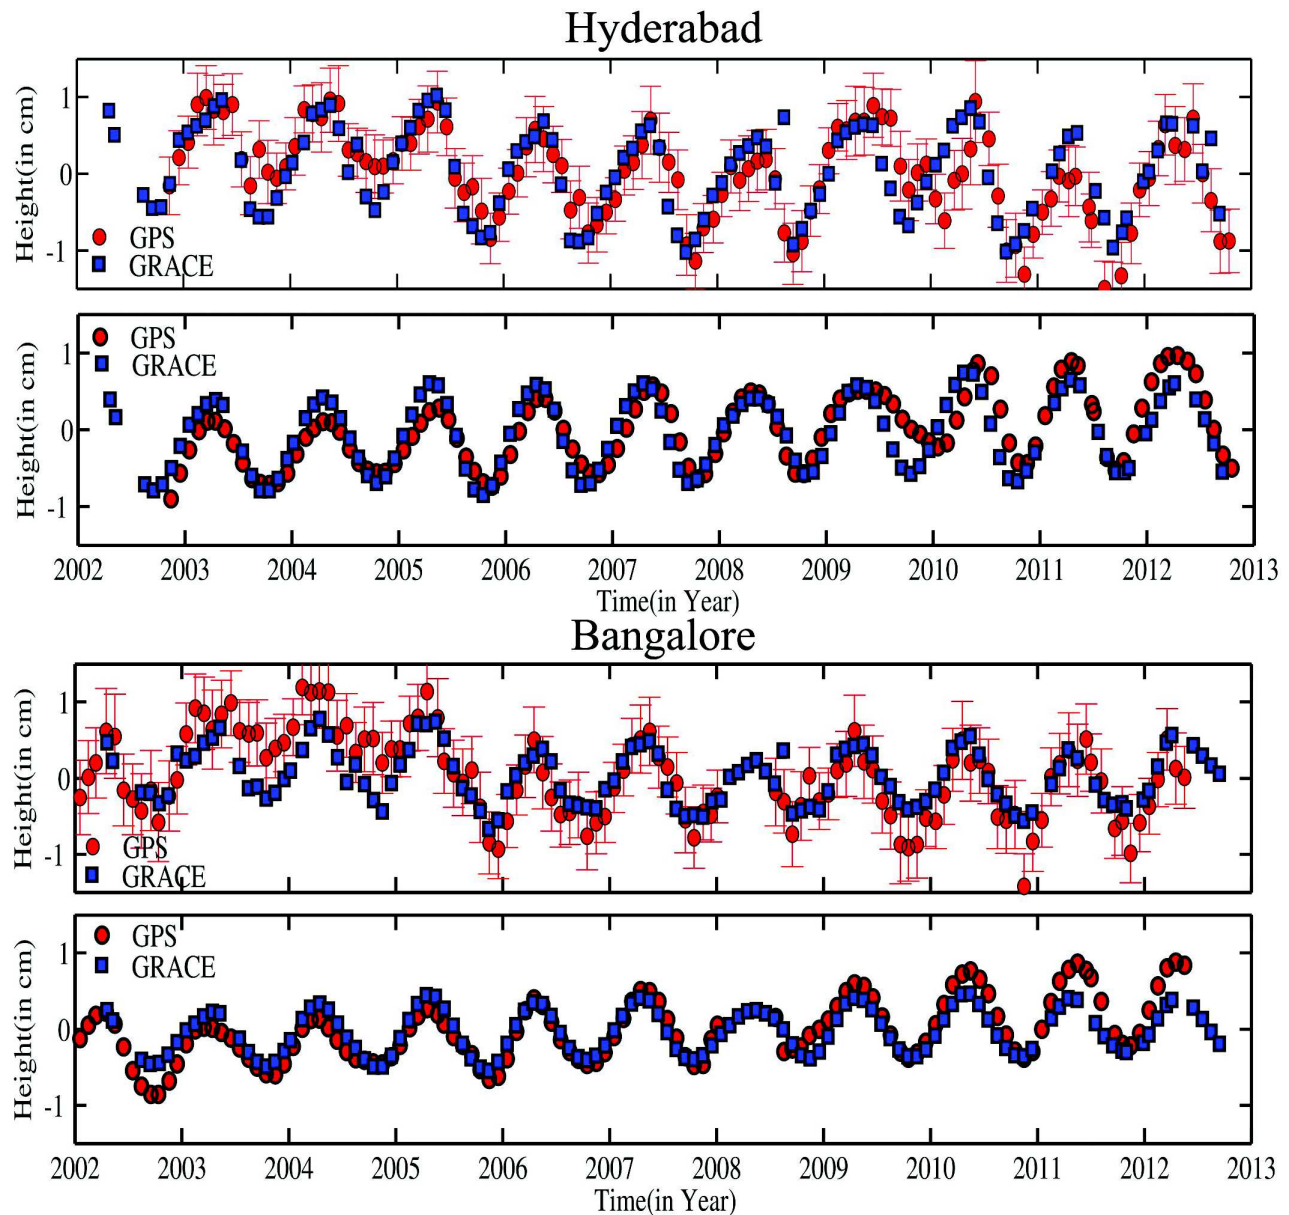 Hyderabad
Height(in cm)
1
0
-1
GPS
GRACE
Height(in cm)
1
0
-1
GPS
GRACE
2002 2003 2004 2005 2006 2007 2008 2009 2010 2011 2012 2013
Time(in Year)
Bangalore
Height(in cm)
1
0
-1
GPS
GRACE
Height(in cm)
1
0
-1
GPS
GRACE
2002 2003 2004 2005 2006 2007 2008 2009 2010 2011 2012 2013
Time(in Year)